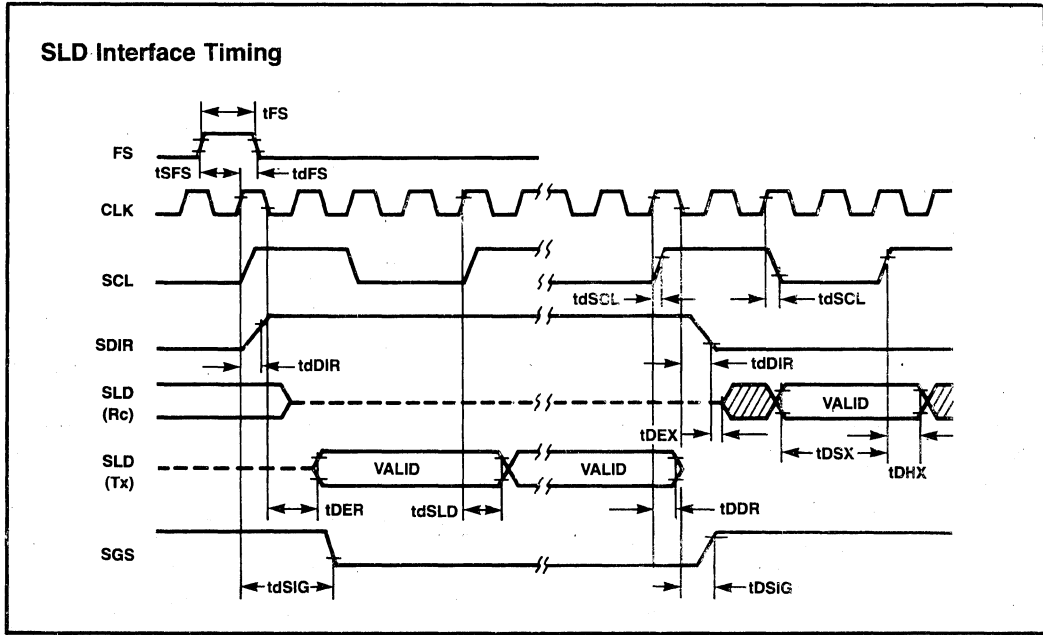 SLD Interface Timing
tFS
FS
tSFS
tdFS
CLK
SCL
tdSCL
tdSCL
SDIR
tdDIR
tdDIR
SLD
(Rc)
VALID
tDEX
tDSX
tDHX
SLD
(Tx)
VALID
VALID
tDER
tdSLD
tDDR
SGS
tdSIG
tDSiG